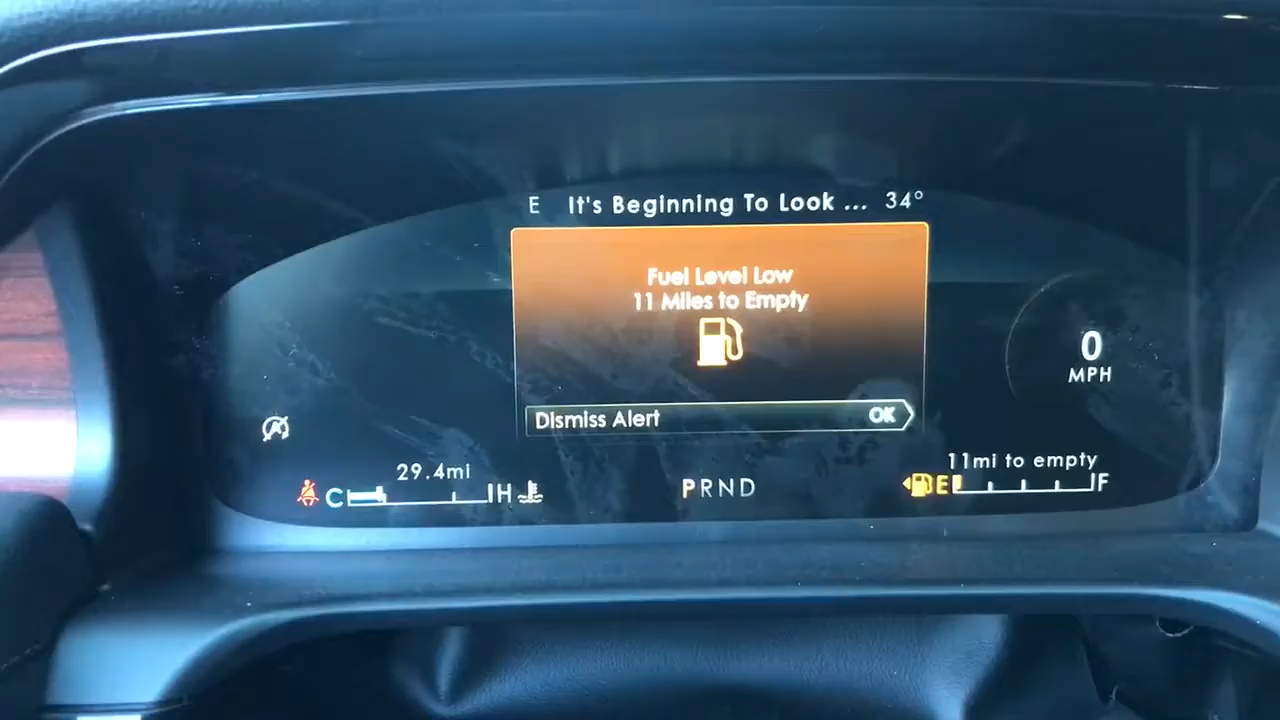 E It's Beginning To Look ... 34°
Fuel Level Low
11 Miles to Empty
Dismiss Alert OK
0
MPH
29.4mi
11mi to empty
C H
PRND
E F